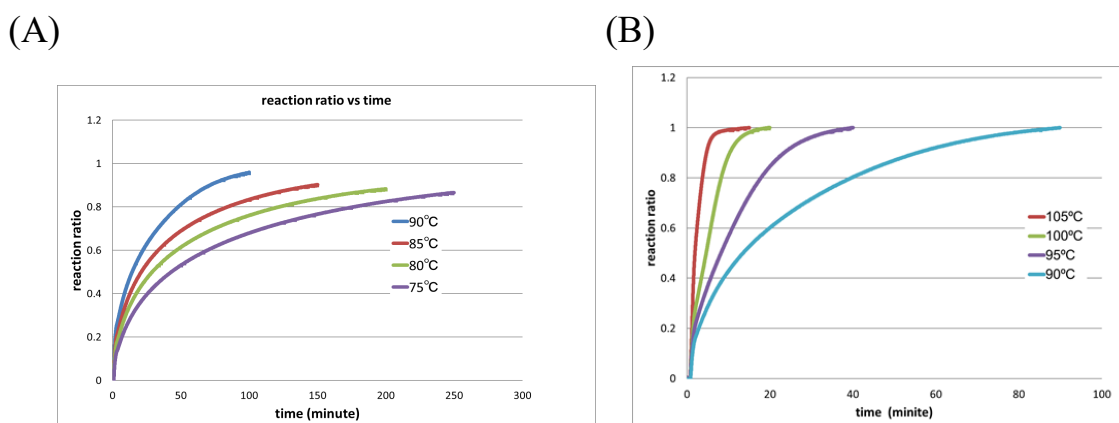 (A)
reaction ratio vs time
1.2
1
0.8
0.6
0.4
0.2
0
reaction ratio
90℃
85℃
80℃
75℃
0 50 100 150 200 250 300
time (minute)
(B)
1.2
1
0.8
0.6
0.4
0.2
0
reaction ratio
105ºC
100ºC
95ºC
90ºC
0 20 40 60 80 100
time (minite)